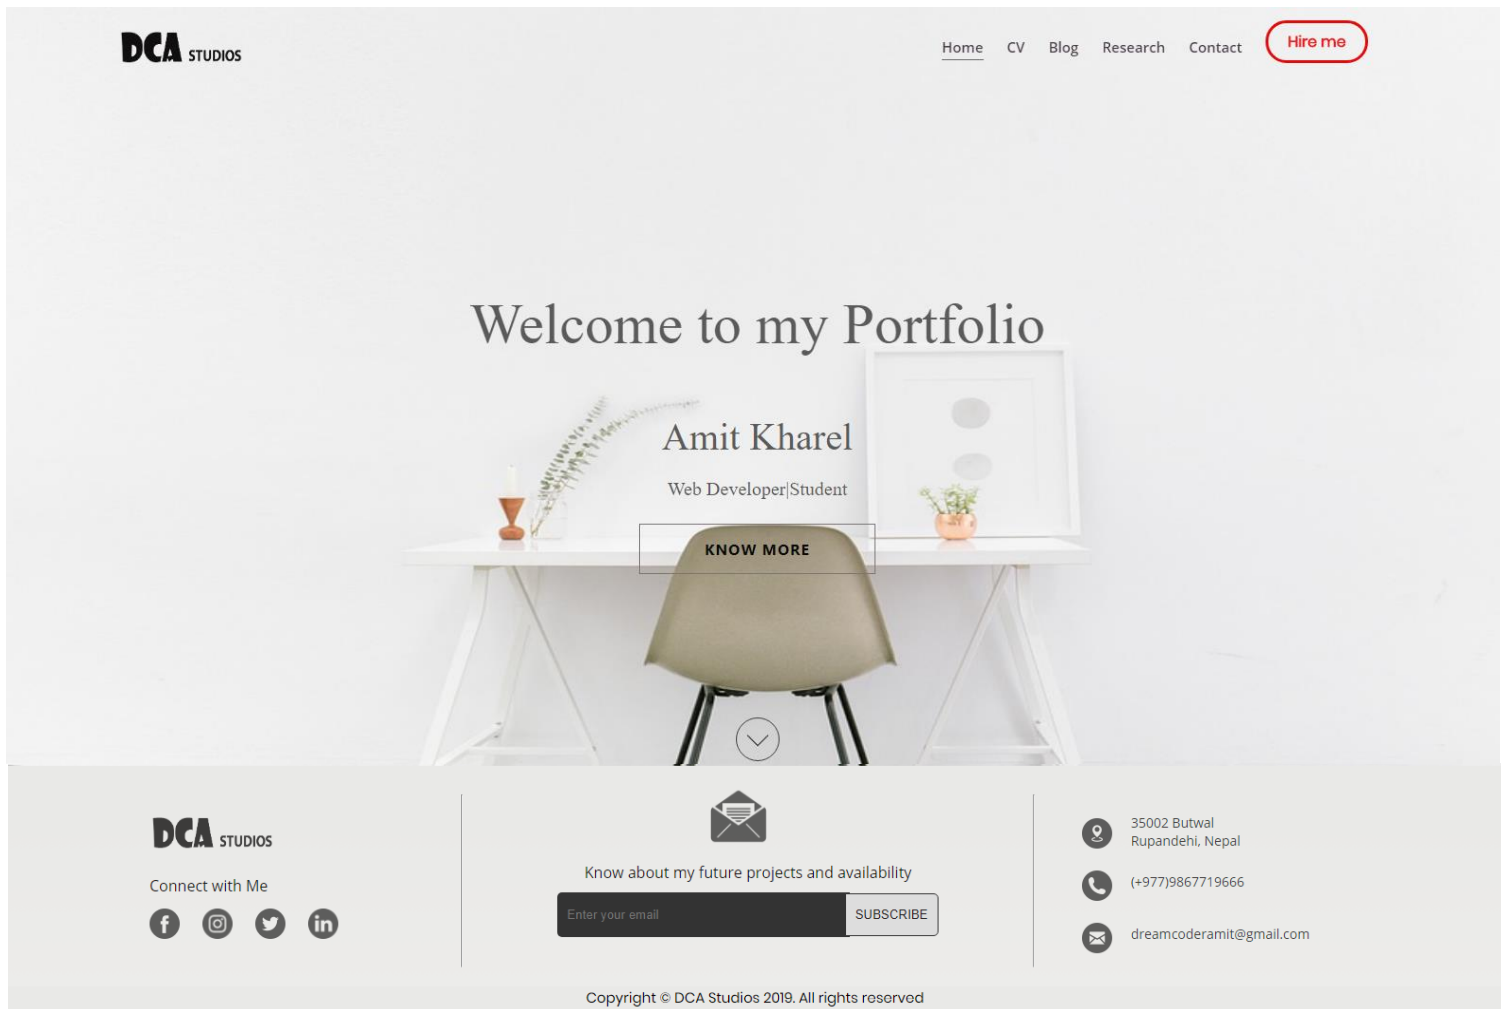 DCA STUDIOS
Home CV Blog Research Contact Hire me
Welcome to my Portfolio
Amit Kharel
Web Developer|Student
KNOW MORE
DCA STUDIOS
Connect with Me
Know about my future projects and availability
Enter your email SUBSCRIBE
35002 Butwal
Rupandehi, Nepal
(+977)9867719666
dreamcoderamit@gmail.com
Copyright © DCA Studios 2019. All rights reserved